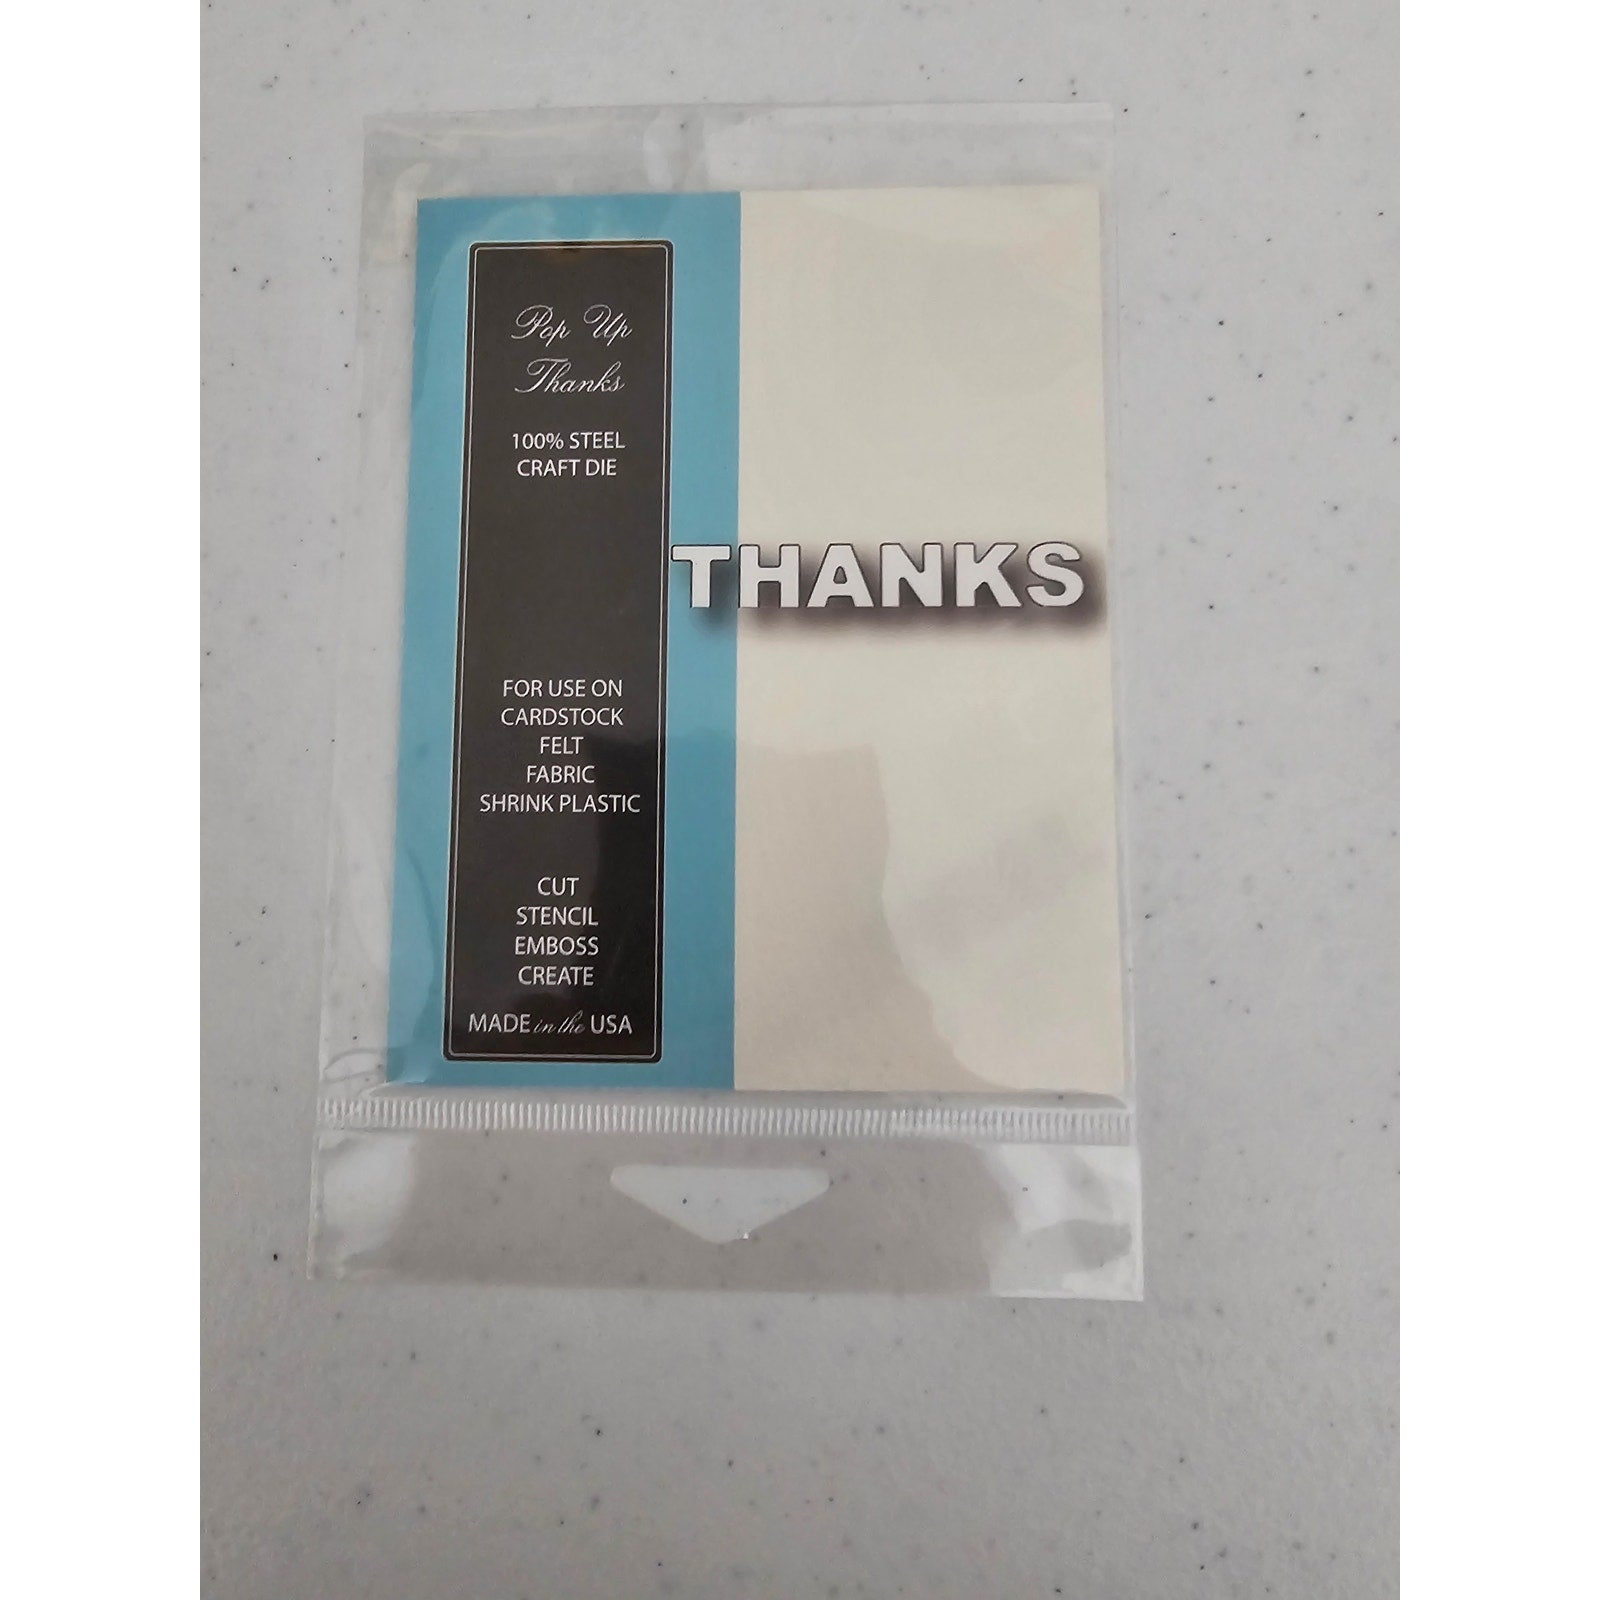 Pop Up
Thanks
100% STEEL
CRAFT DIE
THANKS
FOR USE ON
CARDSTOCK
FELT
FABRIC
SHRINK PLASTIC
CUT
STENCIL
EMBOSS
CREATE
MADE in the USA